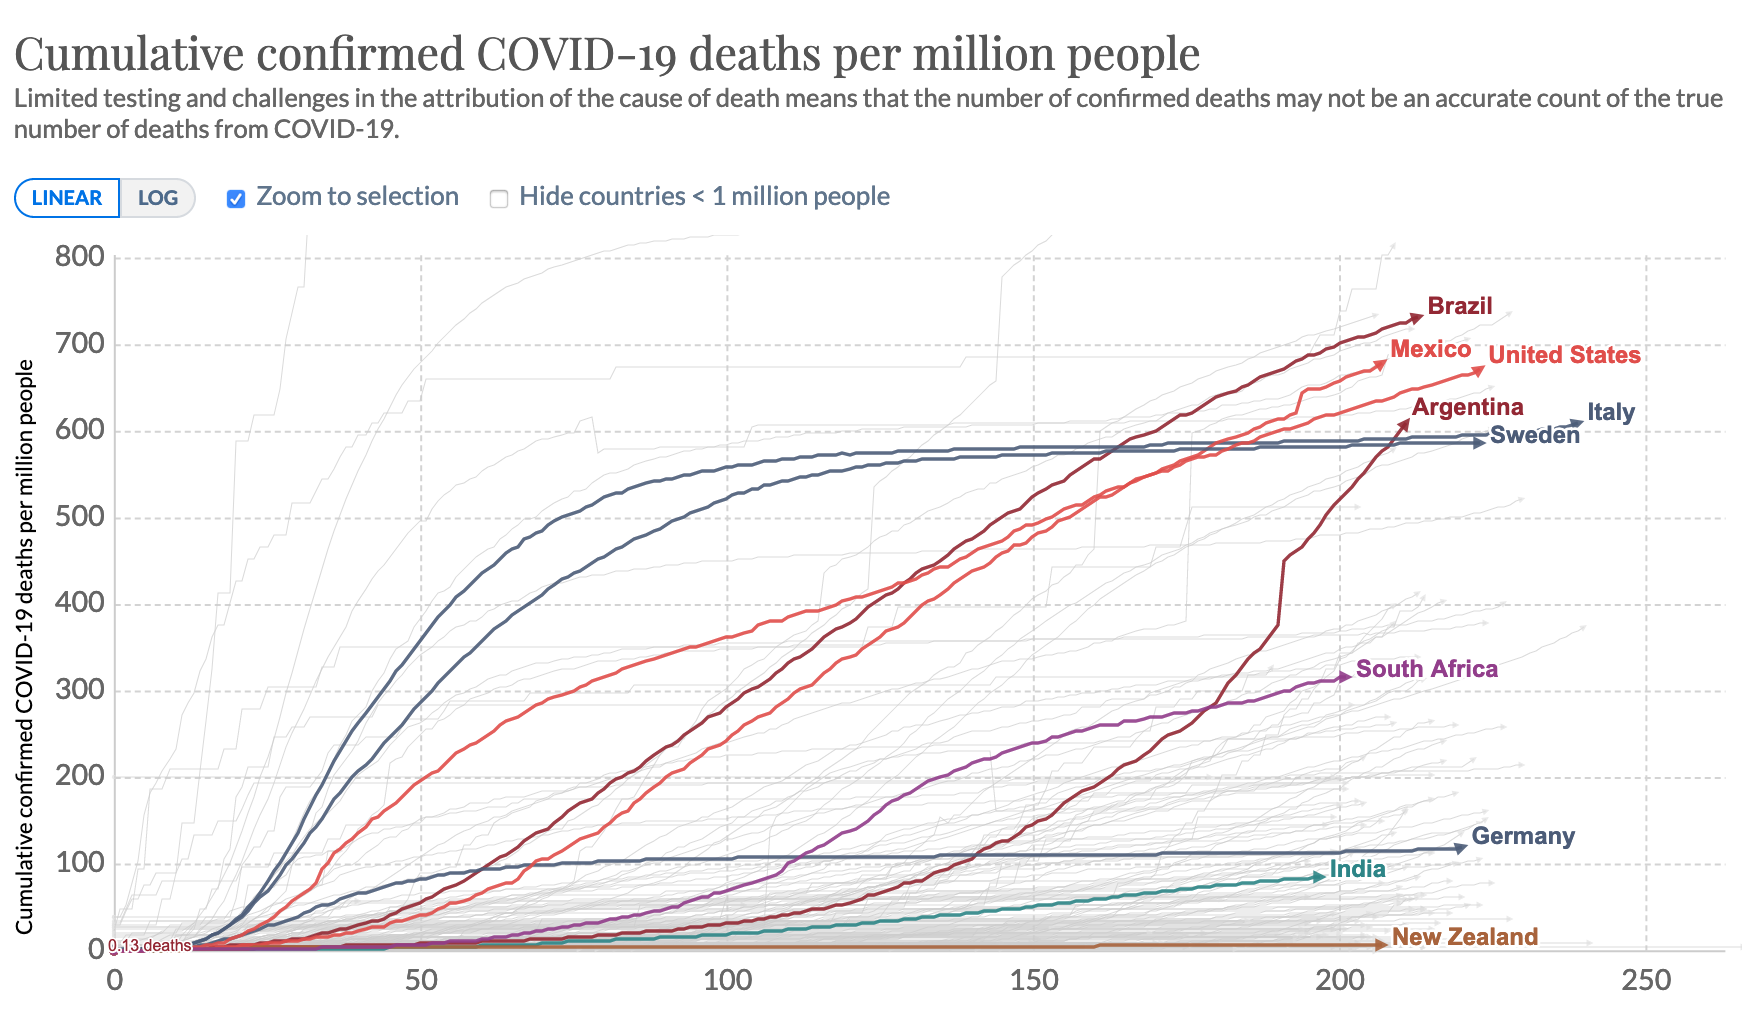 Cumulative confirmed COVID-19 deaths per million people
Limited testing and challenges in the attribution of the cause of death means that the number of confirmed deaths may not be an accurate count of the true
number of deaths from COVID-19.
LINEAR LOG Zoom to selection Hide countries < 1 million people
Cumulative confirmed COVID-19 deaths per million people
800
700
600
500
400
300
200
100
0
Brazil
Mexico
United States
Argentina
Italy
Sweden
South Africa
Germany
India
New Zealand
0.13 deaths
0 50 100 150 200 250